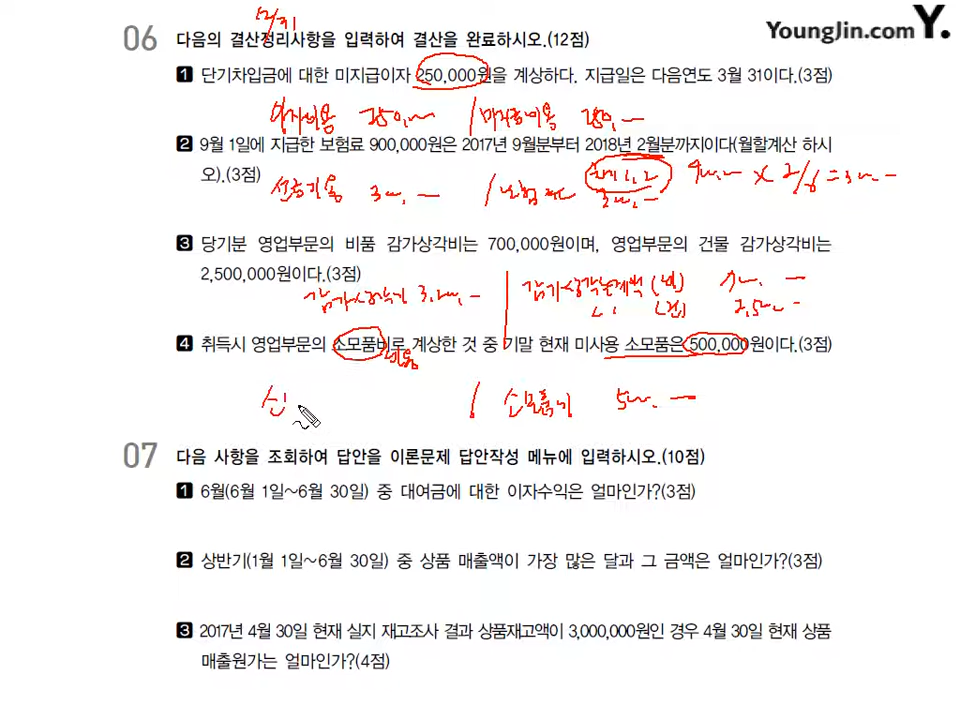 YoungJin.com Y.
12/31
06 다음의 결산정리사항을 입력하여 결산을 완료하시오.(12점)
1 단기차입금에 대한 미지급이자 250,000원을 계상하다. 지급일은 다음연도 3월 31이다.(3점)
이자비용 250,— / 미지급비용 250,—
2 9월 1일에 지급한 보험료 900,000원은 2017년 9월분부터 2018년 2월분까지이다(월할계산 하시
오).(3점)
선급비용 300,— / 보험료 300,— 900,— × 2/6 = 300,—
3 당기분 영업부문의 비품 감가상각비는 700,000원이며, 영업부문의 건물 감가상각비는
2,500,000원이다.(3점)
감가상각비 3,200,— 감가상각누계액 (비) 700,—
〃 (건) 2,500,—
4 취득시 영업부문의 소모품비로 계상한 것 중 기말 현재 미사용 소모품은 500,000원이다.(3점)
비용
/ 소모품비 500,—
07 다음 사항을 조회하여 답안을 이론문제 답안작성 메뉴에 입력하시오.(10점)
1 6월(6월 1일~6월 30일) 중 대여금에 대한 이자수익은 얼마인가?(3점)
2 상반기(1월 1일~6월 30일) 중 상품 매출액이 가장 많은 달과 그 금액은 얼마인가?(3점)
3 2017년 4월 30일 현재 실지 재고조사 결과 상품재고액이 3,000,000원인 경우 4월 30일 현재 상품
매출원가는 얼마인가?(4점)